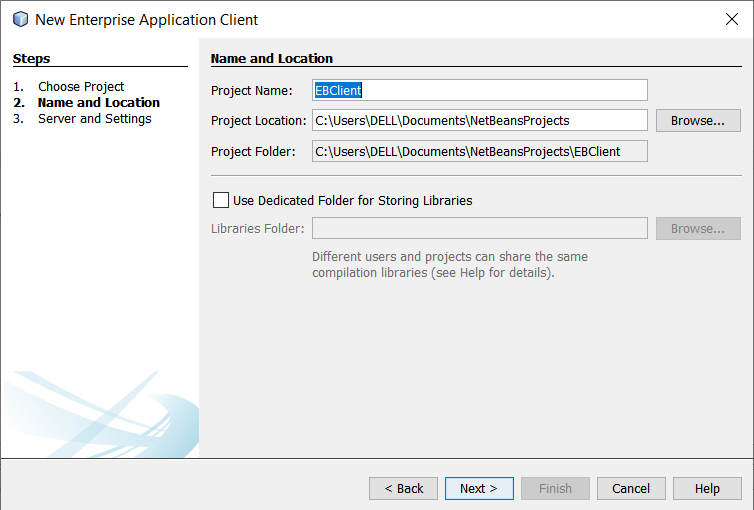 New Enterprise Application Client
Steps
1. Choose Project
2. Name and Location
3. Server and Settings
Name and Location
Project Name: EBClient
Project Location: C:\Users\DELL\Documents\NetBeansProjects Browse...
Project Folder: C:\Users\DELL\Documents\NetBeansProjects\EBClient
Use Dedicated Folder for Storing Libraries
Libraries Folder: Browse...
Different users and projects can share the same
compilation libraries (see Help for details).
< Back Next > Finish Cancel Help